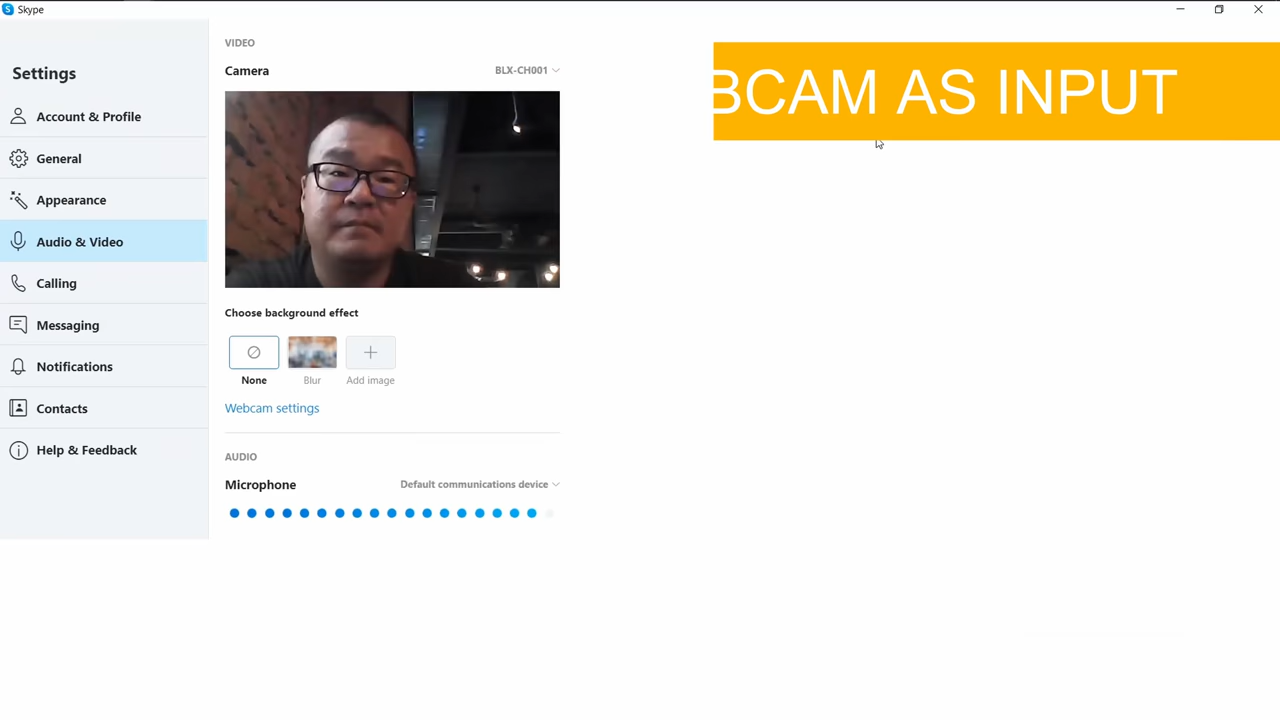 Skype
Settings
Account & Profile
General
Appearance
Audio & Video
Calling
Messaging
Notifications
Contacts
Help & Feedback
VIDEO
Camera
BLX-CH001
Choose background effect
None
Blur
Add image
Webcam settings
AUDIO
Microphone
Default communications device
BCAM AS INPUT